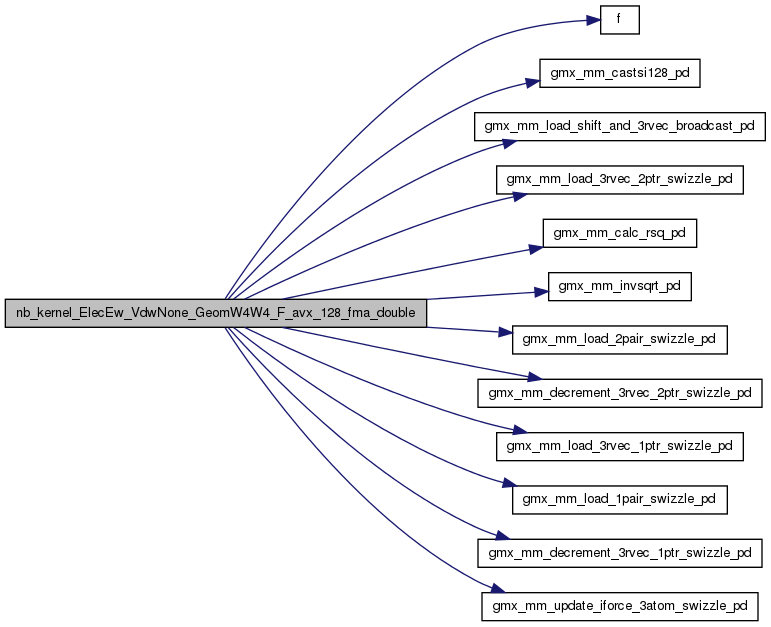 f
gmx_mm_castsi128_pd
gmx_mm_load_shift_and_3rvec_broadcast_pd
gmx_mm_load_3rvec_2ptr_swizzle_pd
gmx_mm_calc_rsq_pd
gmx_mm_invsqrt_pd
nb_kernel_ElecEw_VdwNone_GeomW4W4_F_avx_128_fma_double
gmx_mm_load_2pair_swizzle_pd
gmx_mm_decrement_3rvec_2ptr_swizzle_pd
gmx_mm_load_3rvec_1ptr_swizzle_pd
gmx_mm_load_1pair_swizzle_pd
gmx_mm_decrement_3rvec_1ptr_swizzle_pd
gmx_mm_update_iforce_3atom_swizzle_pd